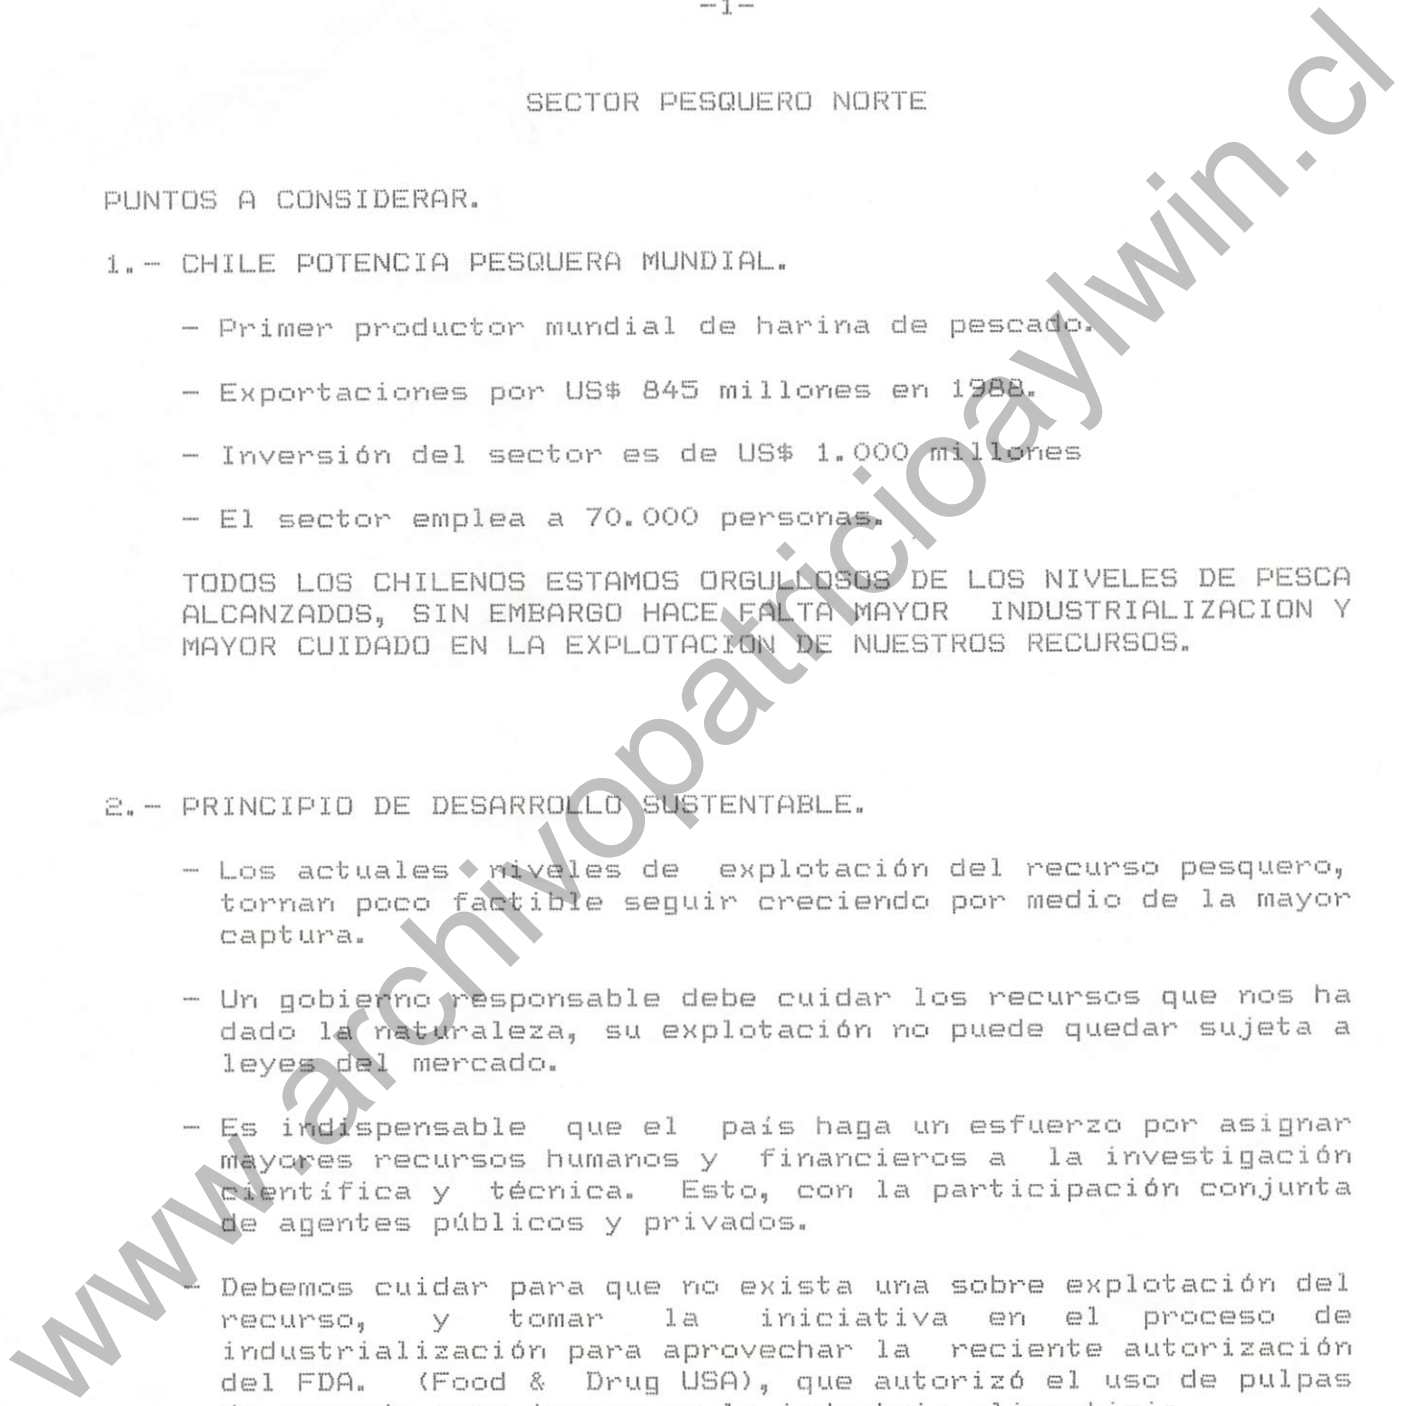 -1-
SECTOR PESQUERO NORTE
PUNTOS A CONSIDERAR.
1.- CHILE POTENCIA PESQUERA MUNDIAL.
- Primer productor mundial de harina de pescado.
- Exportaciones por US$ 845 millones en 1988.
- Inversión del sector es de US$ 1.000 millones
- El sector emplea a 70.000 personas.
TODOS LOS CHILENOS ESTAMOS ORGULLOSOS DE LOS NIVELES DE PESCA
ALCANZADOS, SIN EMBARGO HACE FALTA MAYOR INDUSTRIALIZACION Y
MAYOR CUIDADO EN LA EXPLOTACION DE NUESTROS RECURSOS.
2.- PRINCIPIO DE DESARROLLO SUSTENTABLE.
- Los actuales niveles de explotación del recurso pesquero,
tornan poco factible seguir creciendo por medio de la mayor
captura.
- Un gobierno responsable debe cuidar los recursos que nos ha
dado la naturaleza, su explotación no puede quedar sujeta a
leyes del mercado.
- Es indispensable que el país haga un esfuerzo por asignar
mayores recursos humanos y financieros a la investigación
científica y técnica. Esto, con la participación conjunta
de agentes públicos y privados.
- Debemos cuidar para que no exista una sobre explotación del
recurso, y tomar la iniciativa en el proceso de
industrialización para aprovechar la reciente autorización
del FDA. (Food & Drug USA), que autorizó el uso de pulpas
www.archivopatricioaylwin.cl